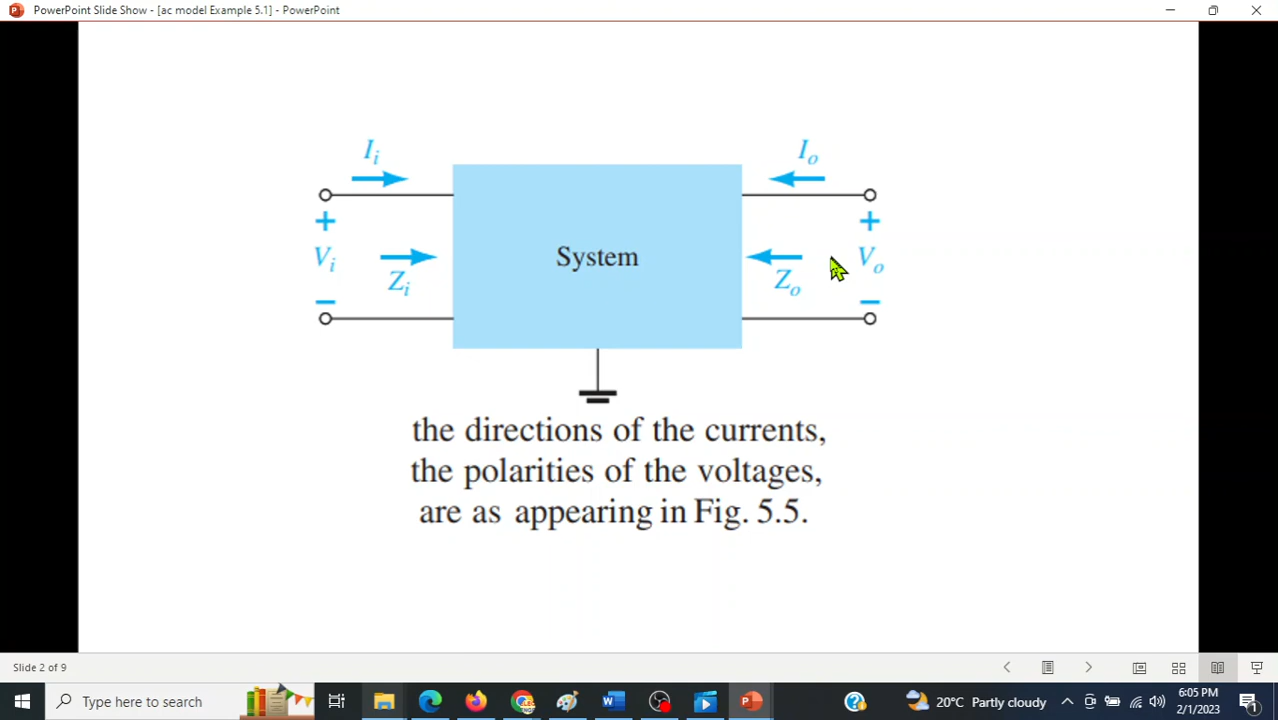 PowerPoint Slide Show - [ac model Example 5.1] - PowerPoint
Ii
Io
+
+
Vi
Zi
System
Zo
Vo
−
−
the directions of the currents,
the polarities of the voltages,
are as appearing in Fig. 5.5.
Slide 2 of 9
Type here to search
20°C Partly cloudy
6:05 PM
2/1/2023
1